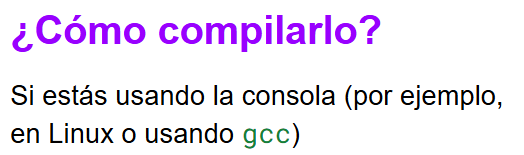 ¿Cómo compilarlo?
Si estás usando la consola (por ejemplo,
en Linux o usando gcc)